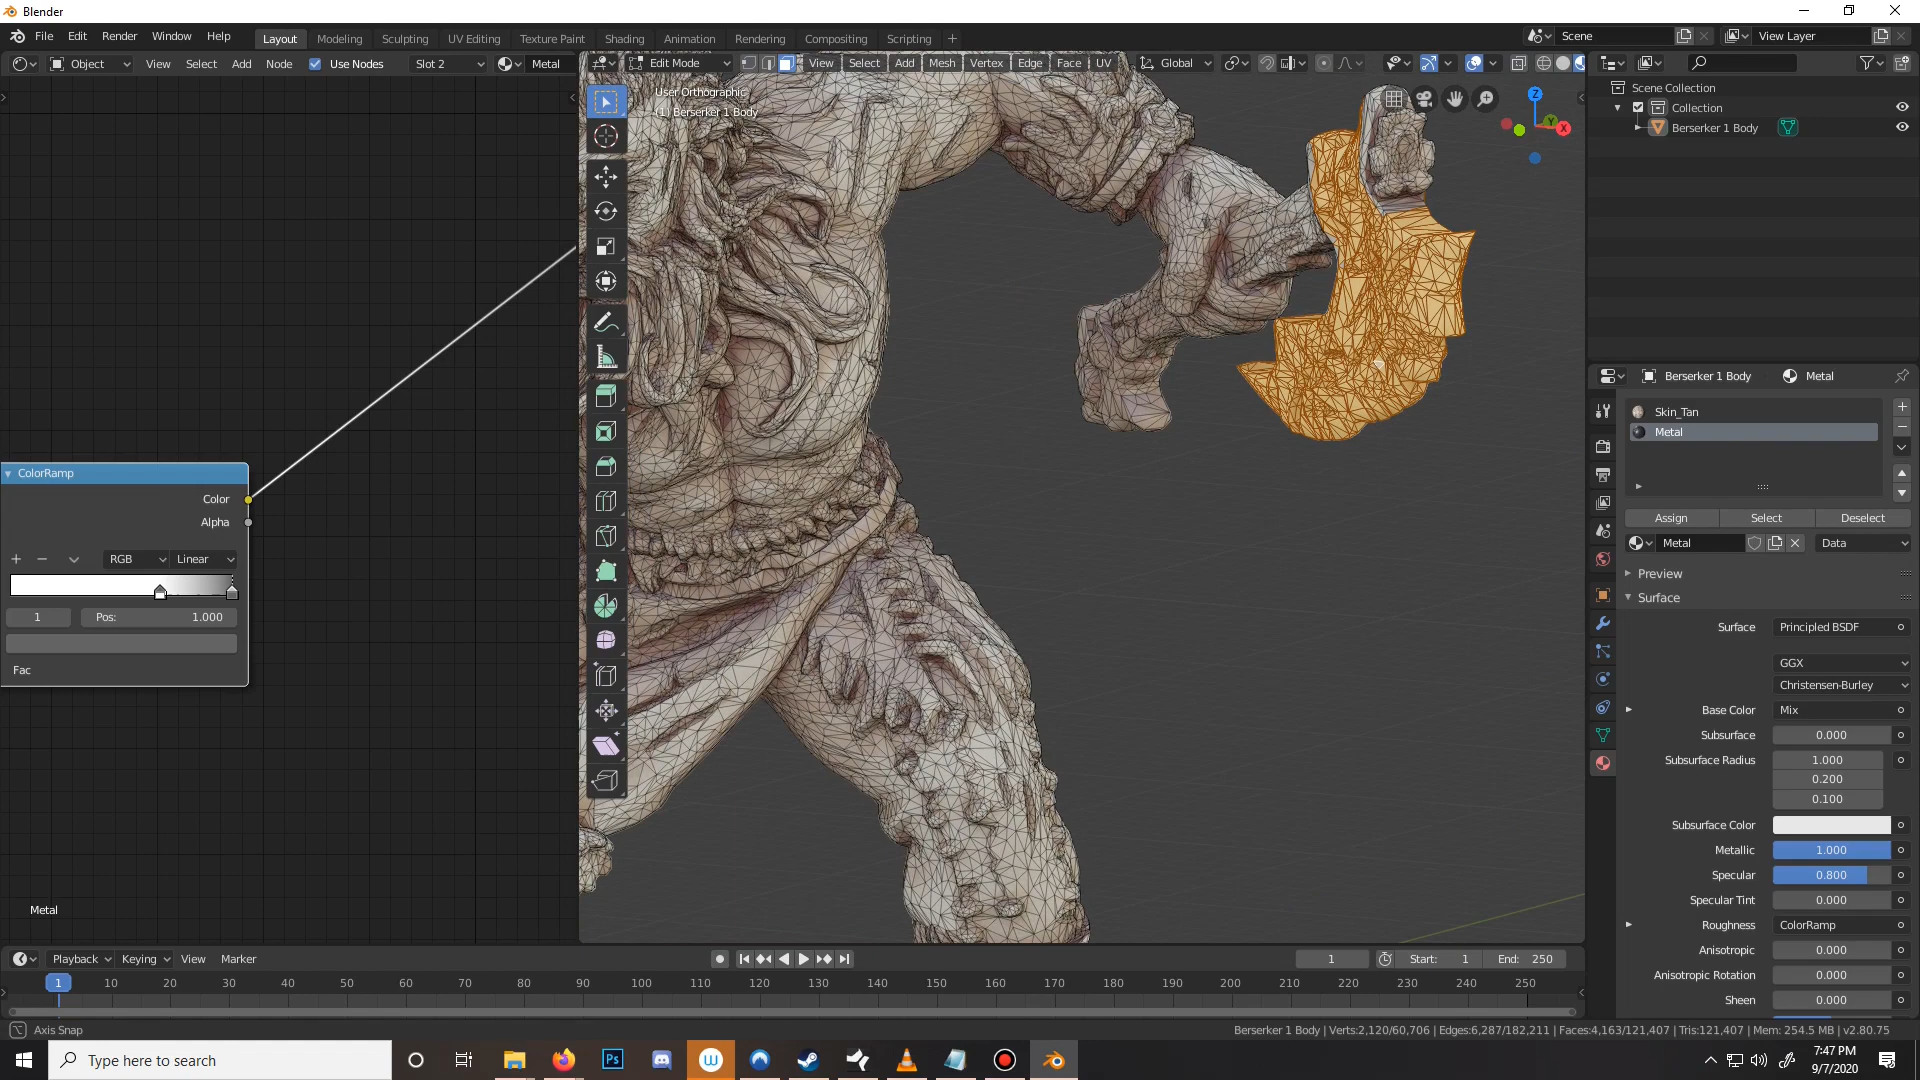 Blender
File Edit Render Window Help
Layout Modeling Sculpting UV Editing Texture Paint Shading Animation Rendering Compositing Scripting +
Scene View Layer
Object View Select Add Node Use Nodes Slot 2 Metal
Edit Mode View Select Add Mesh Vertex Edge Face UV Global
User Orthographic
(1) Berserker 1 Body
Z
Y
X
Scene Collection
Collection
Berserker 1 Body
Berserker 1 Body Metal
Skin_Tan
Metal
Assign Select Deselect
Metal Data
Preview
Surface
Surface Principled BSDF
GGX
Christensen-Burley
Base Color Mix
Subsurface 0.000
Subsurface Radius 1.000
0.200
0.100
Subsurface Color
Metallic 1.000
Specular 0.800
Specular Tint 0.000
Roughness ColorRamp
Anisotropic 0.000
Anisotropic Rotation 0.000
Sheen 0.000
ColorRamp
Color
Alpha
RGB Linear
1 Pos: 1.000
Fac
Metal
Playback Keying View Marker
1 Start: 1 End: 250
1 10 20 30 40 50 60 70 80 90 100 110 120 130 140 150 160 170 180 190 200 210 220 230 240 250
Axis Snap
Berserker 1 Body | Verts:2,120/60,706 | Edges:6,287/182,211 | Faces:4,163/121,407 | Tris:121,407 | Mem: 254.5 MB | v2.80.75
Type here to search
Ps
W
7:47 PM
9/7/2020